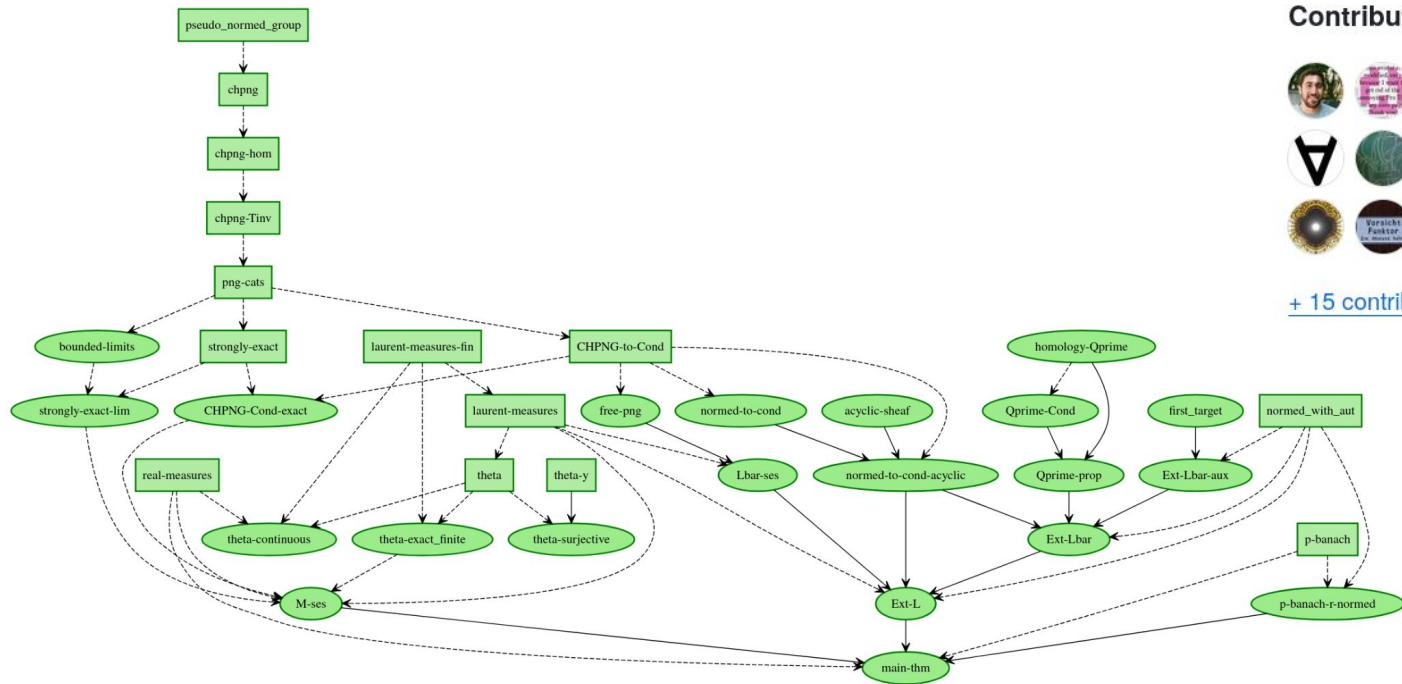 pseudo_normed_group
Contribu
chpng
chpng-hom
Vorsicht
Funktor
chpng-Tinv
png-cats
+ 15 contril
bounded-limits
strongly-exact
laurent-measures-fin
CHPNG-to-Cond
homology-Qprime
strongly-exact-lim
CHPNG-Cond-exact
laurent-measures
free-png
normed-to-cond
acyclic-sheaf
Qprime-Cond
first_target
normed_with_aut
real-measures
theta
theta-y
Lbar-ses
normed-to-cond-acyclic
Qprime-prop
Ext-Lbar-aux
theta-continuous
theta-exact_finite
theta-surjective
Ext-Lbar
p-banach
M-ses
Ext-L
p-banach-r-normed
main-thm